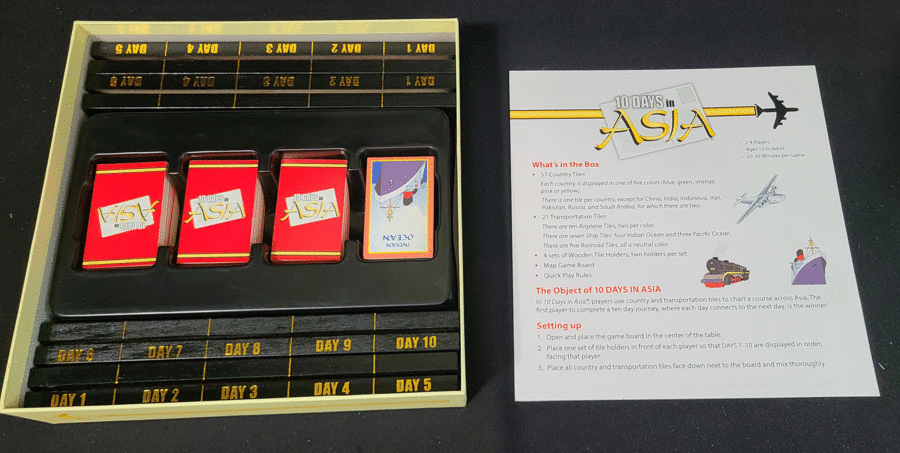 DAY 5 DAY 4 DAY 3 DAY 2 DAY 1
DAY 5 DAY 4 DAY 3 DAY 2 DAY 1
10 DAYS in
ASIA
10 DAYS in
ASIA
10 DAYS in
ASIA
INDIAN
OCEAN
DAY 6 DAY 7 DAY 8 DAY 9 DAY 10
DAY 1 DAY 2 DAY 3 DAY 4 DAY 5
10 DAYS in
ASIA
2-4 Players
Ages 10 to Adult
20-30 Minutes per Game
What's in the Box
• 57 Country Tiles
Each country is displayed in one of five colors (blue, green, orange,
pink or yellow).
There is one tile per country, except for China, India, Indonesia, Iran,
Pakistan, Russia, and Saudi Arabia, for which there are two.
• 21 Transportation Tiles
There are ten Airplane Tiles, two per color.
There are seven Ship Tiles: four Indian Ocean and three Pacific Ocean.
There are five Railroad Tiles, all a neutral color.
• 4 sets of Wooden Tile Holders, two holders per set
• Map Game Board
• Quick Play Rules
The Object of 10 DAYS IN ASIA
In 10 Days in Asia®, players use country and transportation tiles to chart a course across Asia. The
first player to complete a ten day journey, where each day connects to the next day, is the winner!
Setting up
1. Open and place the game board in the center of the table.
2. Place one set of tile holders in front of each player so that DAYS 1–10 are displayed in order,
facing that player.
3. Place all country and transportation tiles face down next to the board and mix thoroughly.